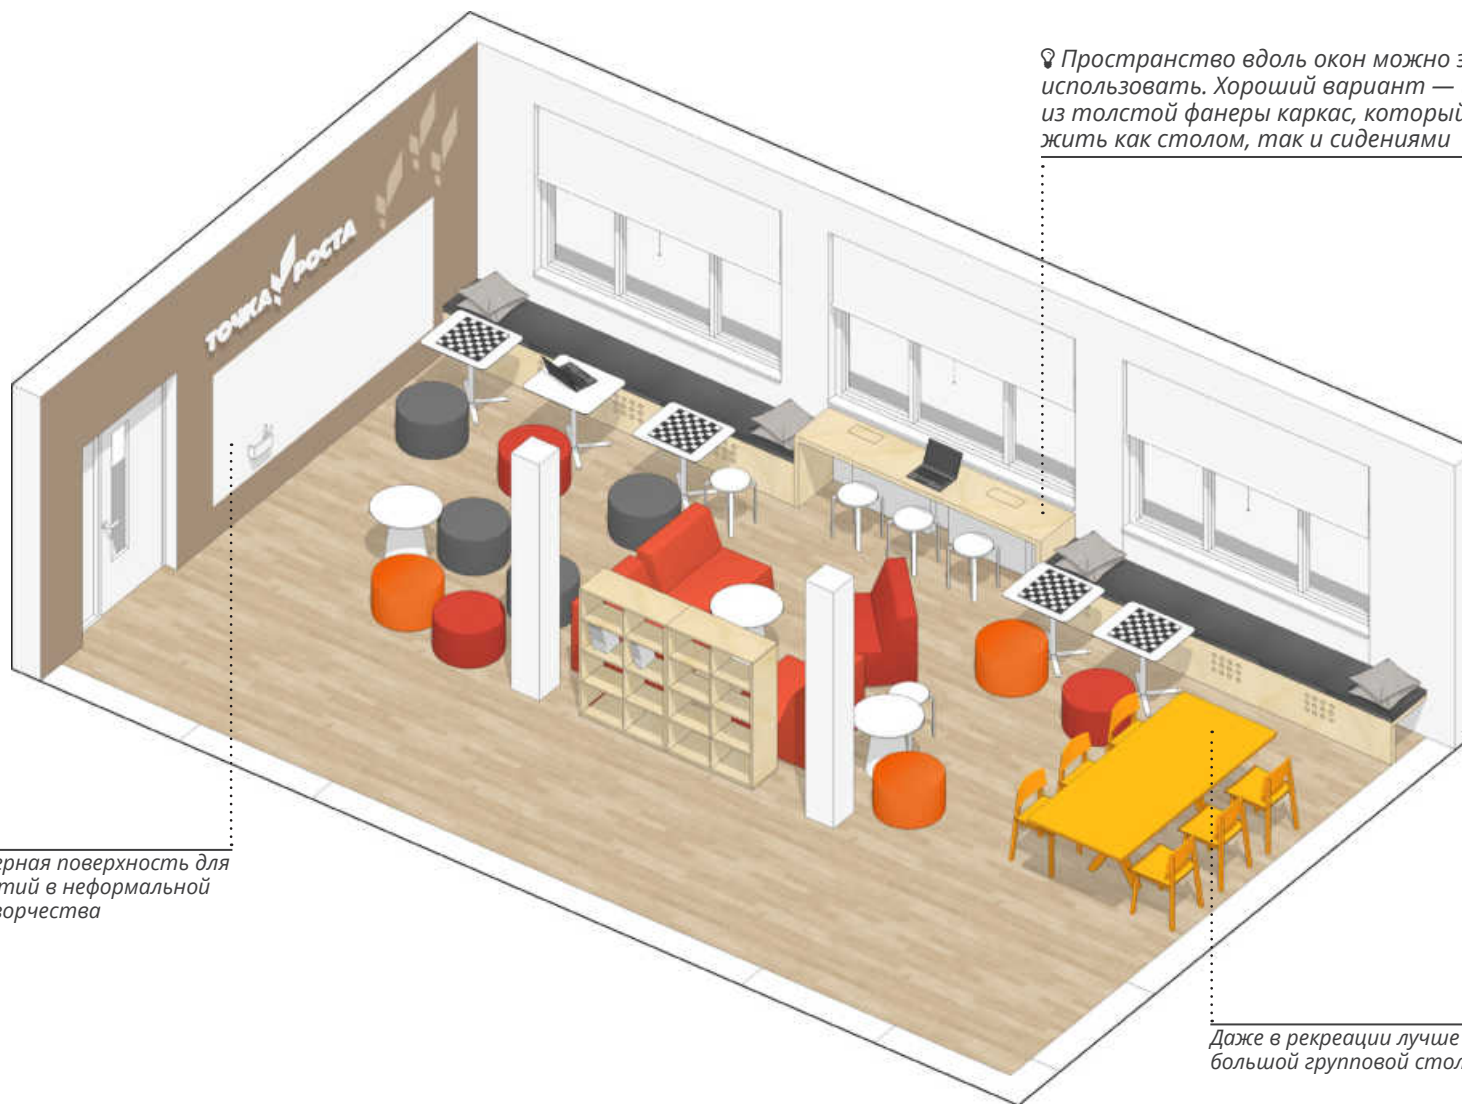 Пространство вдоль окон можно
использовать. Хороший вариант —
из толстой фанеры каркас, который
жить как столом, так и сидениями
ТОЧКА РОСТА
ерная поверхность для
тий в неформальной
ворчества
Даже в рекреации лучше
большой групповой стол